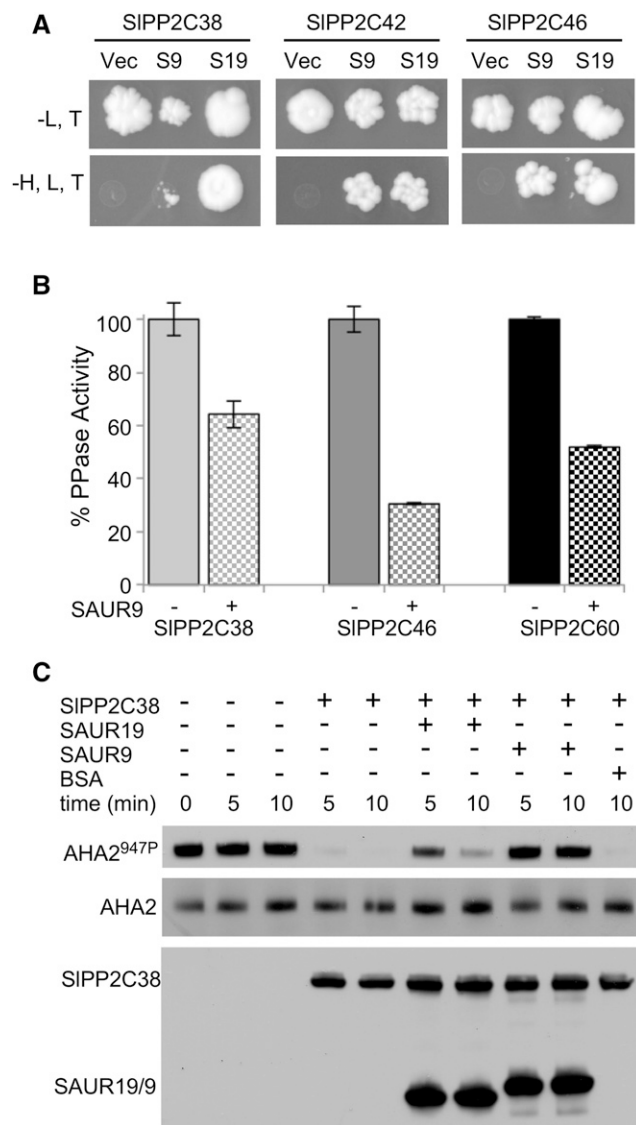 A
SlPP2C38 SlPP2C42 SlPP2C46
Vec S9 S19 Vec S9 S19 Vec S9 S19
-L, T
-H, L, T
B
% PPase Activity
100
80
60
40
20
0
SAUR9 - + - + - +
SlPP2C38 SlPP2C46 SlPP2C60
C
SlPP2C38 - - - + + + + + + +
SAUR19 - - - - - + + - - -
SAUR9 - - - - - - - + + -
BSA - - - - - - - - - +
time (min) 0 5 10 5 10 5 10 5 10 10
AHA2947P
AHA2
SlPP2C38
SAUR19/9